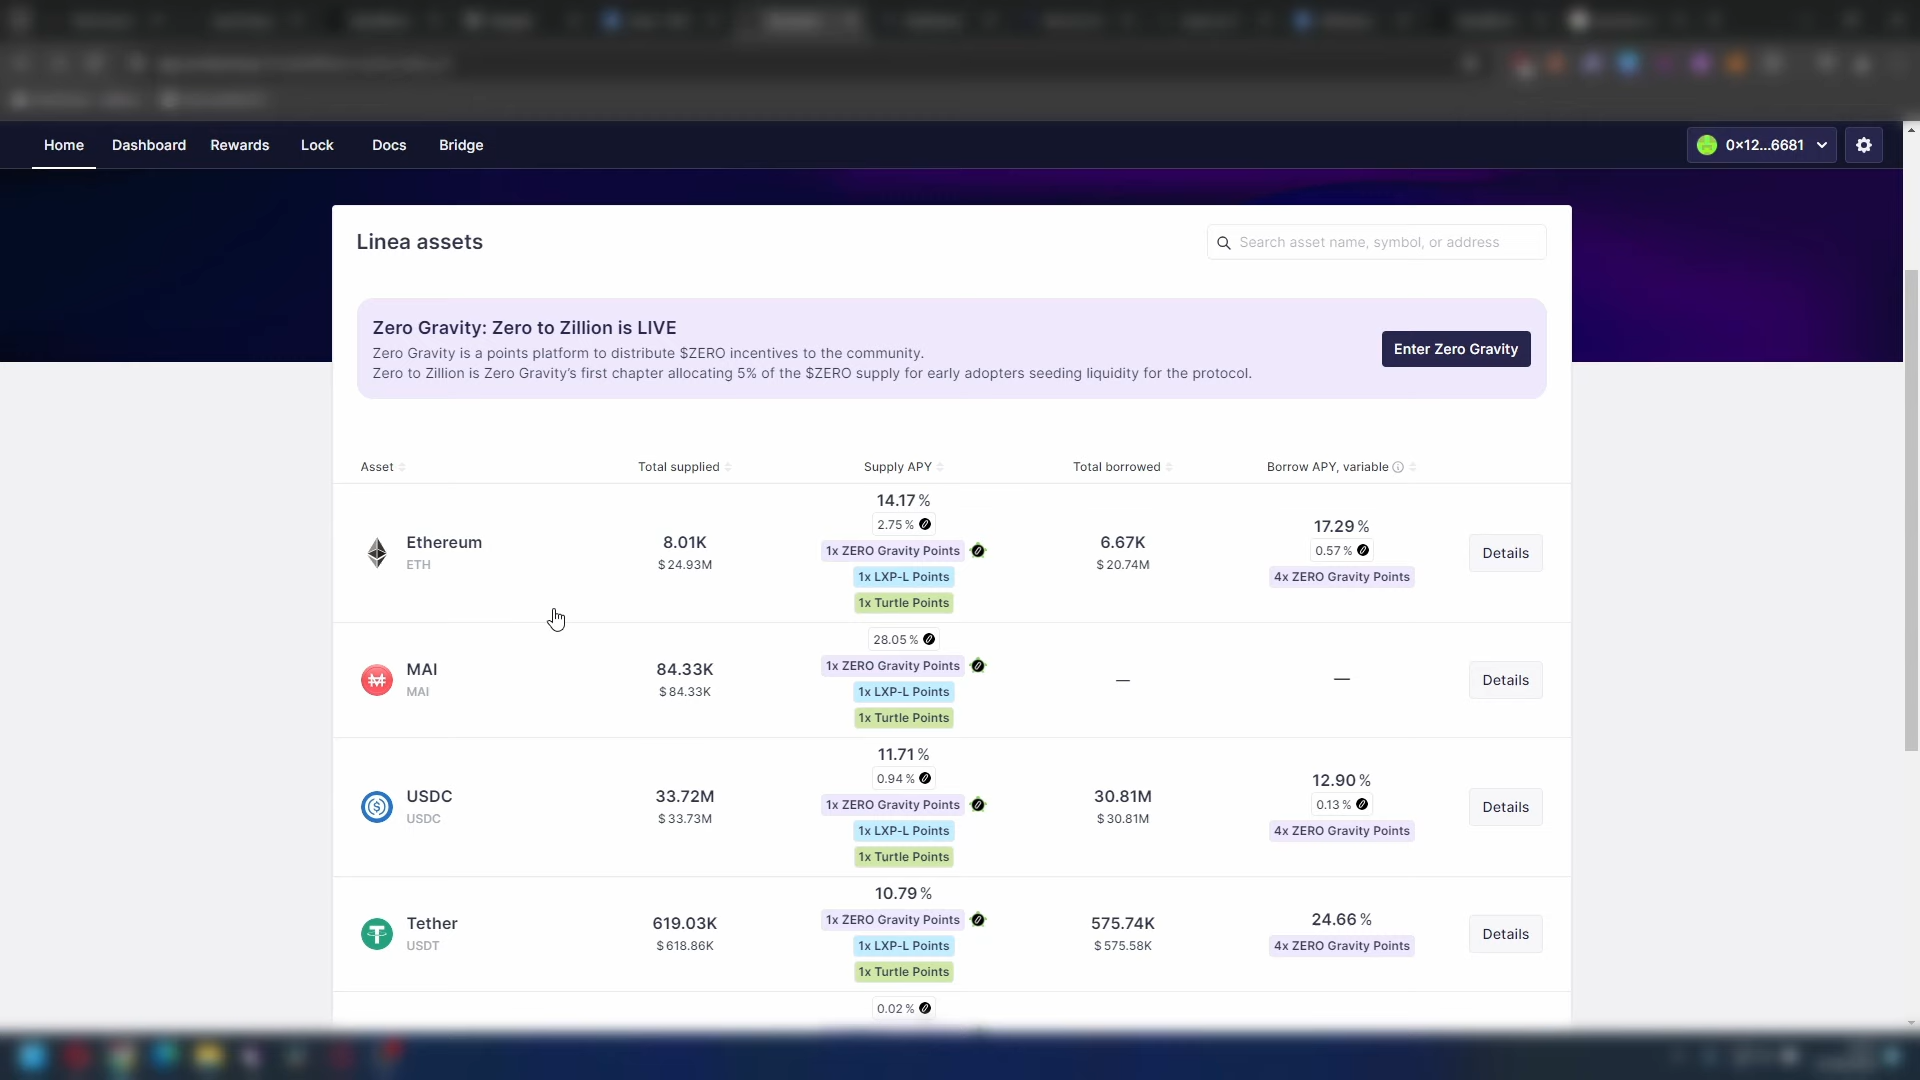 Home Dashboard Rewards Lock Docs Bridge 0×12...6681
Linea assets
Search asset name, symbol, or address
Zero Gravity: Zero to Zillion is LIVE
Zero Gravity is a points platform to distribute $ZERO incentives to the community.
Zero to Zillion is Zero Gravity's first chapter allocating 5% of the $ZERO supply for early adopters seeding liquidity for the protocol.
Enter Zero Gravity
Asset Total supplied Supply APY Total borrowed Borrow APY, variable
14.17 %
2.75 %
Ethereum 8.01K 6.67K 17.29 %
ETH $ 24.93M 1x ZERO Gravity Points $ 20.74M 0.57 % Details
1x LXP-L Points 4x ZERO Gravity Points
1x Turtle Points
28.05 %
MAI 84.33K 1x ZERO Gravity Points — — Details
MAI $ 84.33K 1x LXP-L Points
1x Turtle Points
11.71 %
0.94 %
USDC 33.72M 1x ZERO Gravity Points 30.81M 12.90 % Details
USDC $ 33.73M 1x LXP-L Points $ 30.81M 0.13 %
1x Turtle Points 4x ZERO Gravity Points
10.79 %
Tether 619.03K 1x ZERO Gravity Points 575.74K 24.66 % Details
USDT $ 618.86K 1x LXP-L Points $ 575.58K 4x ZERO Gravity Points
1x Turtle Points
0.02 %